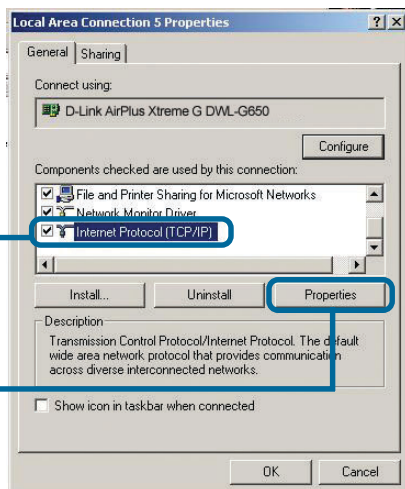 Local Area Connection 5 Properties
General
Sharing
Connect using:
D-Link AirPlus Xtreme G DWL-G650
Configure
Components checked are used by this connection:
File and Printer Sharing for Microsoft Networks
Network Monitor Driver
Internet Protocol (TCP/IP)
Install...
Uninstall
Properties
Description
Transmission Control Protocol/Internet Protocol. The default
wide area network protocol that provides communication
across diverse interconnected networks.
Show icon in taskbar when connected
OK
Cancel